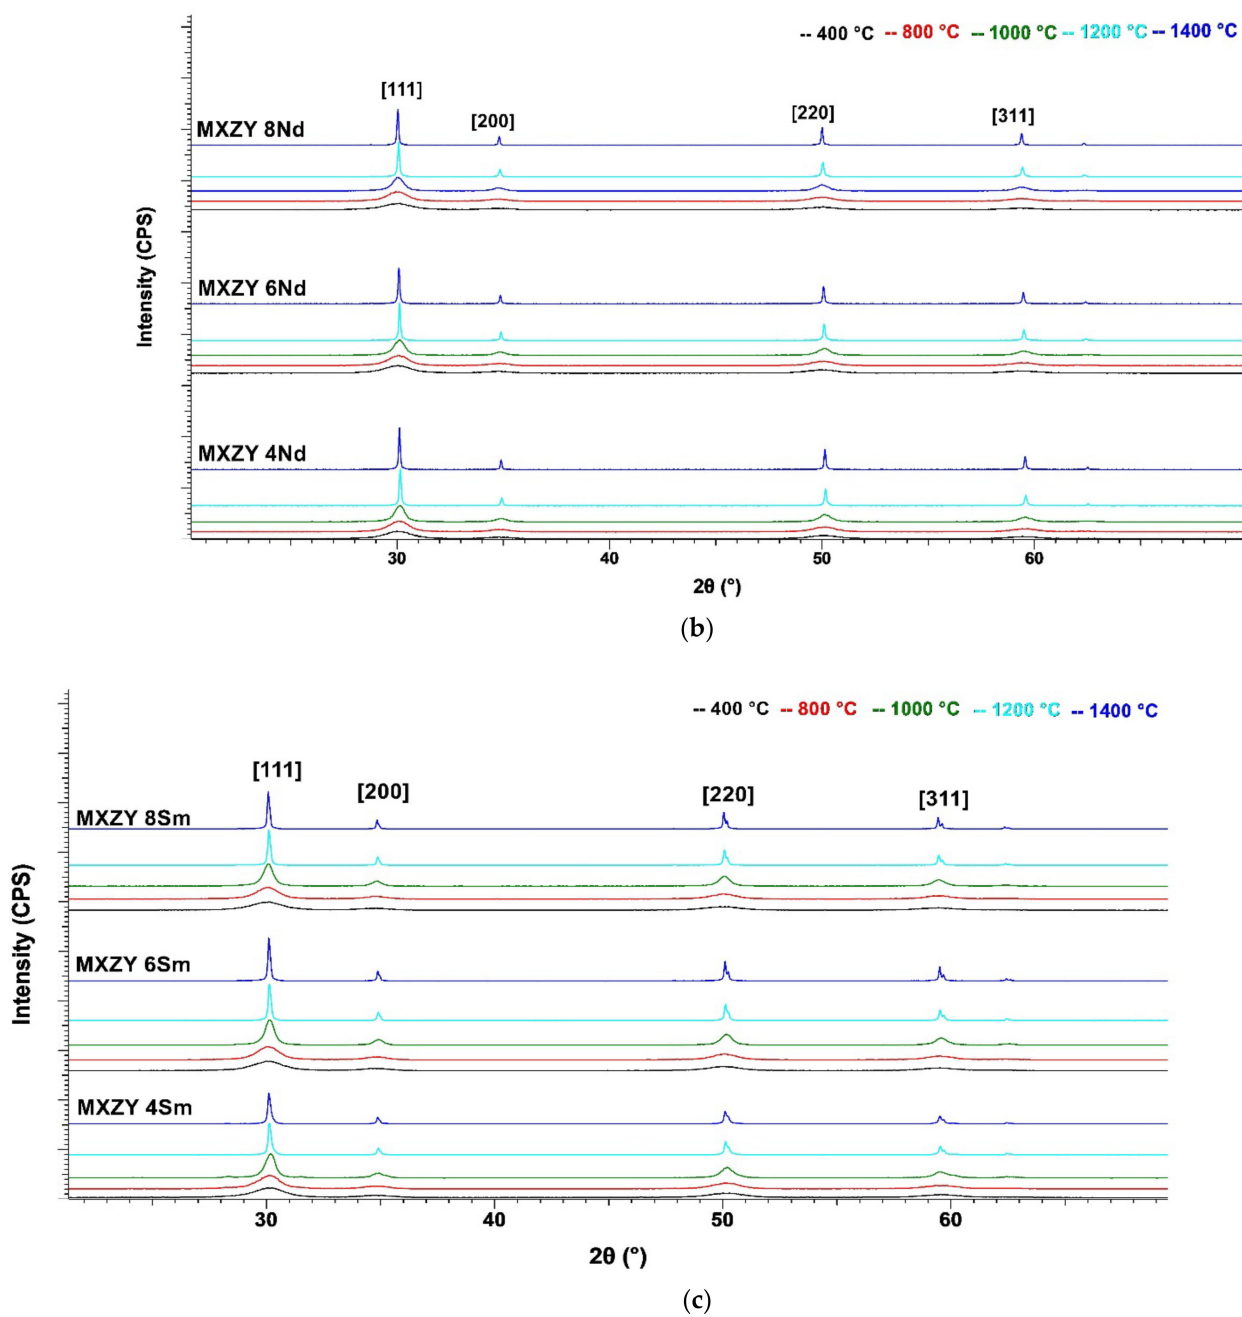 -- 400 °C -- 800 °C -- 1000 °C -- 1200 °C -- 1400 °C
[111]
[200]
[220]
[311]
MXZY 8Nd
MXZY 6Nd
MXZY 4Nd
Intensity (CPS)
30 40 50 60
2θ (°)
(b)
-- 400 °C -- 800 °C -- 1000 °C -- 1200 °C -- 1400 °C
[111]
[200]
[220]
[311]
MXZY 8Sm
MXZY 6Sm
MXZY 4Sm
Intensity (CPS)
30 40 50 60
2θ (°)
(c)